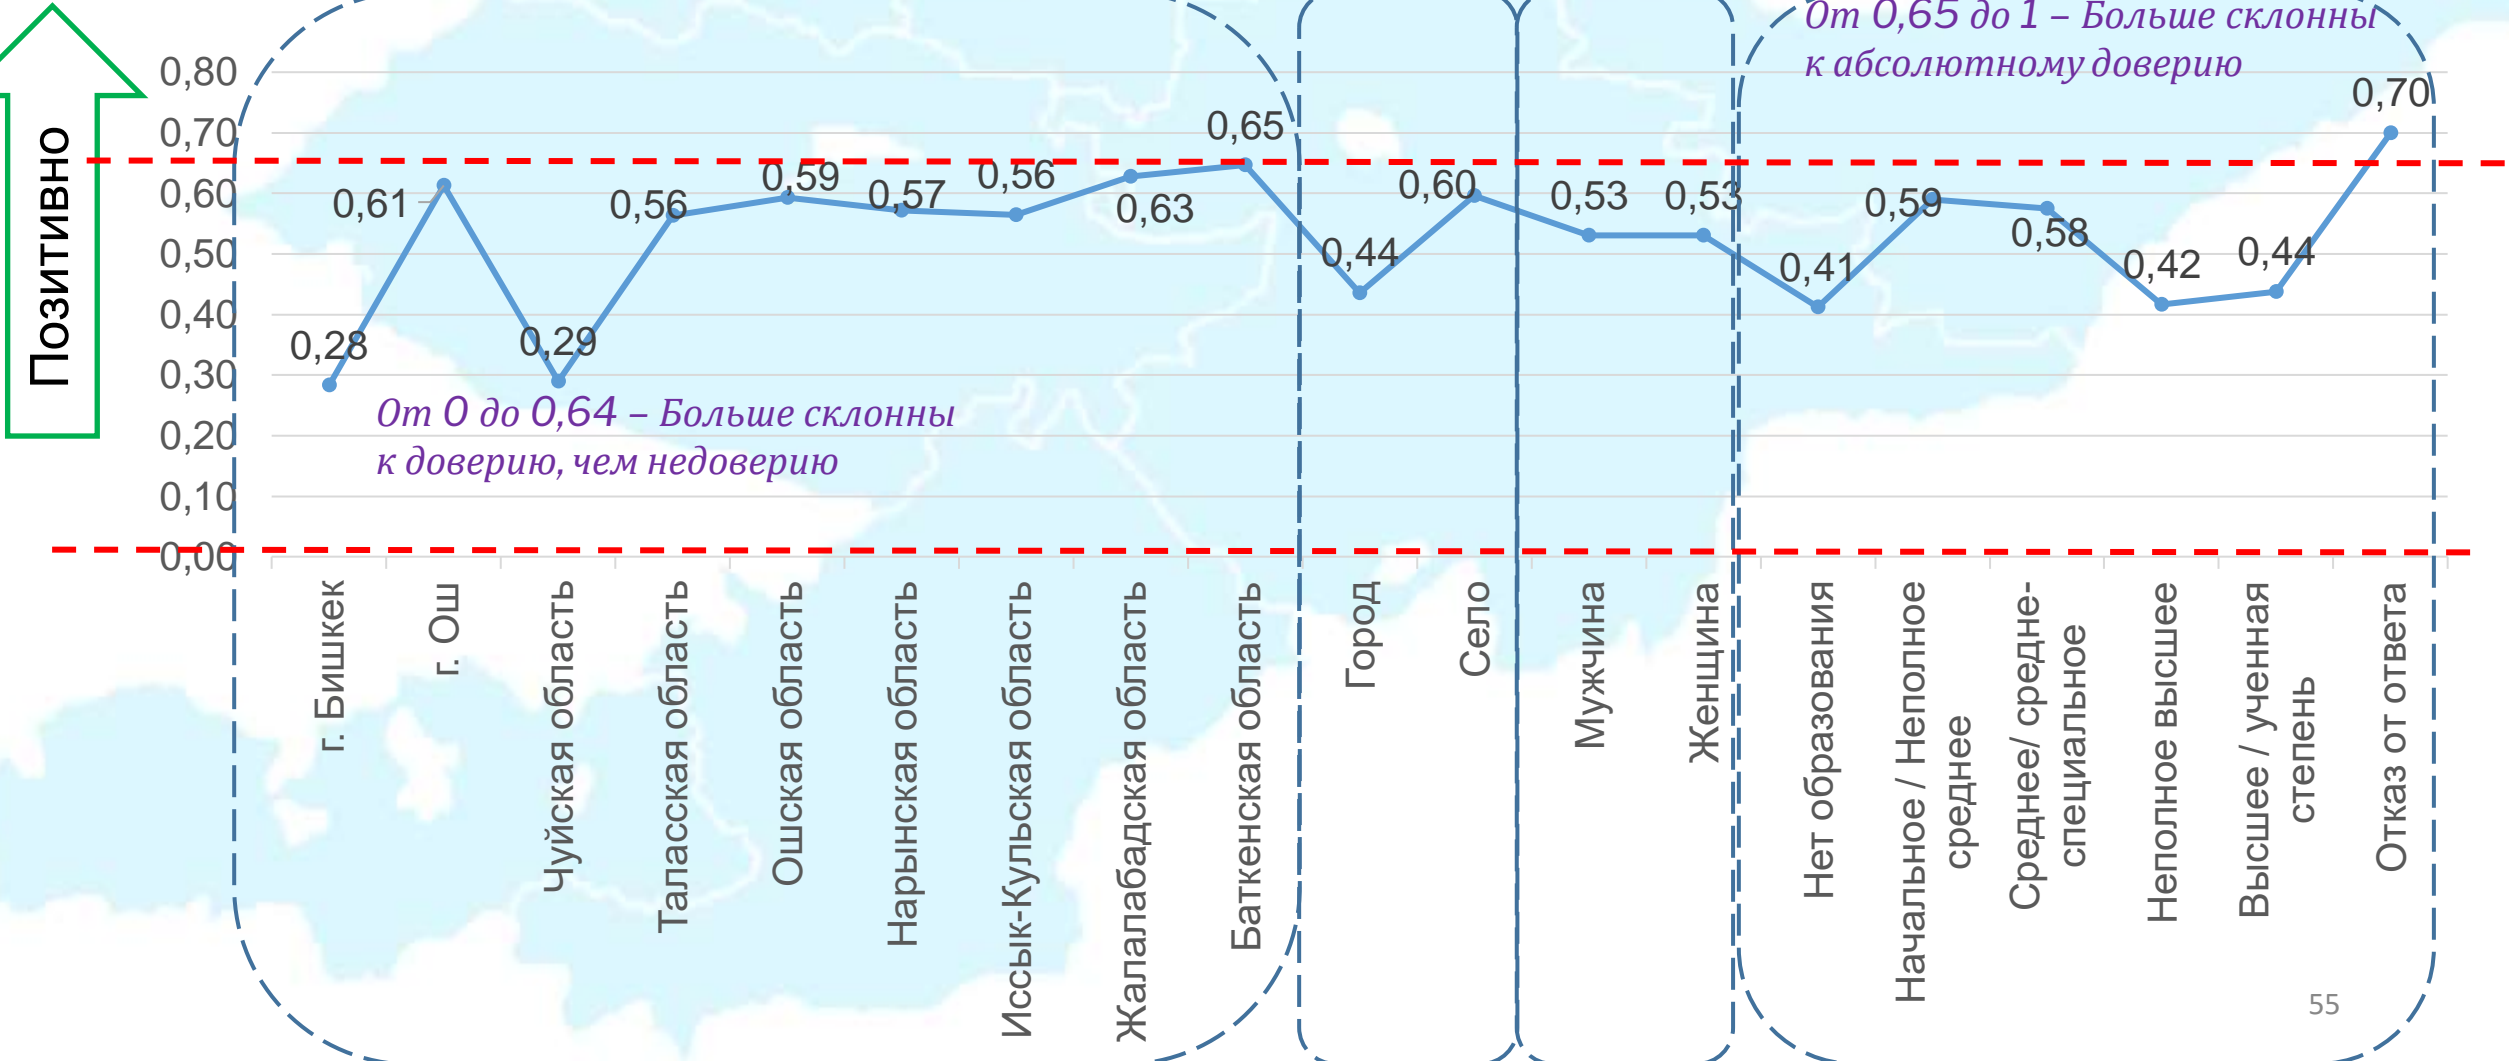 От 0,65 до 1 – Больше склонны
к абсолютному доверию
Позитивно
0,80
0,70
0,60
0,50
0,40
0,30
0,20
0,10
0,00
0,28
0,61
0,29
0,56
0,59
0,57
0,56
0,63
0,65
0,44
0,60
0,53
0,53
0,41
0,59
0,58
0,42
0,44
0,70
От 0 до 0,64 – Больше склонны
к доверию, чем недоверию
г. Бишкек
г. Ош
Чуйская область
Таласская область
Ошская область
Нарынская область
Иссык-Кульская область
Жалалабадская область
Баткенская область
Город
Село
Мужчина
Женщина
Нет образования
Начальное / Неполное
среднее
Среднее/ средне-
специальное
Неполное высшее
Высшее / ученная
степень
Отказ от ответа
55